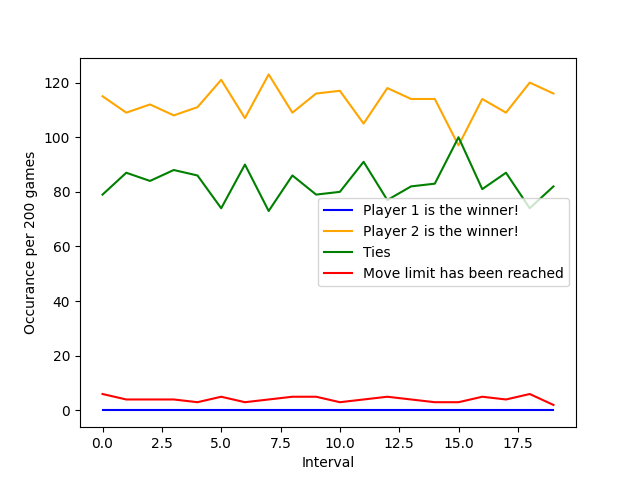 120
100
80
60
40
20
0
Occurance per 200 games
Player 1 is the winner!
Player 2 is the winner!
Ties
Move limit has been reached
0.0 2.5 5.0 7.5 10.0 12.5 15.0 17.5
Interval